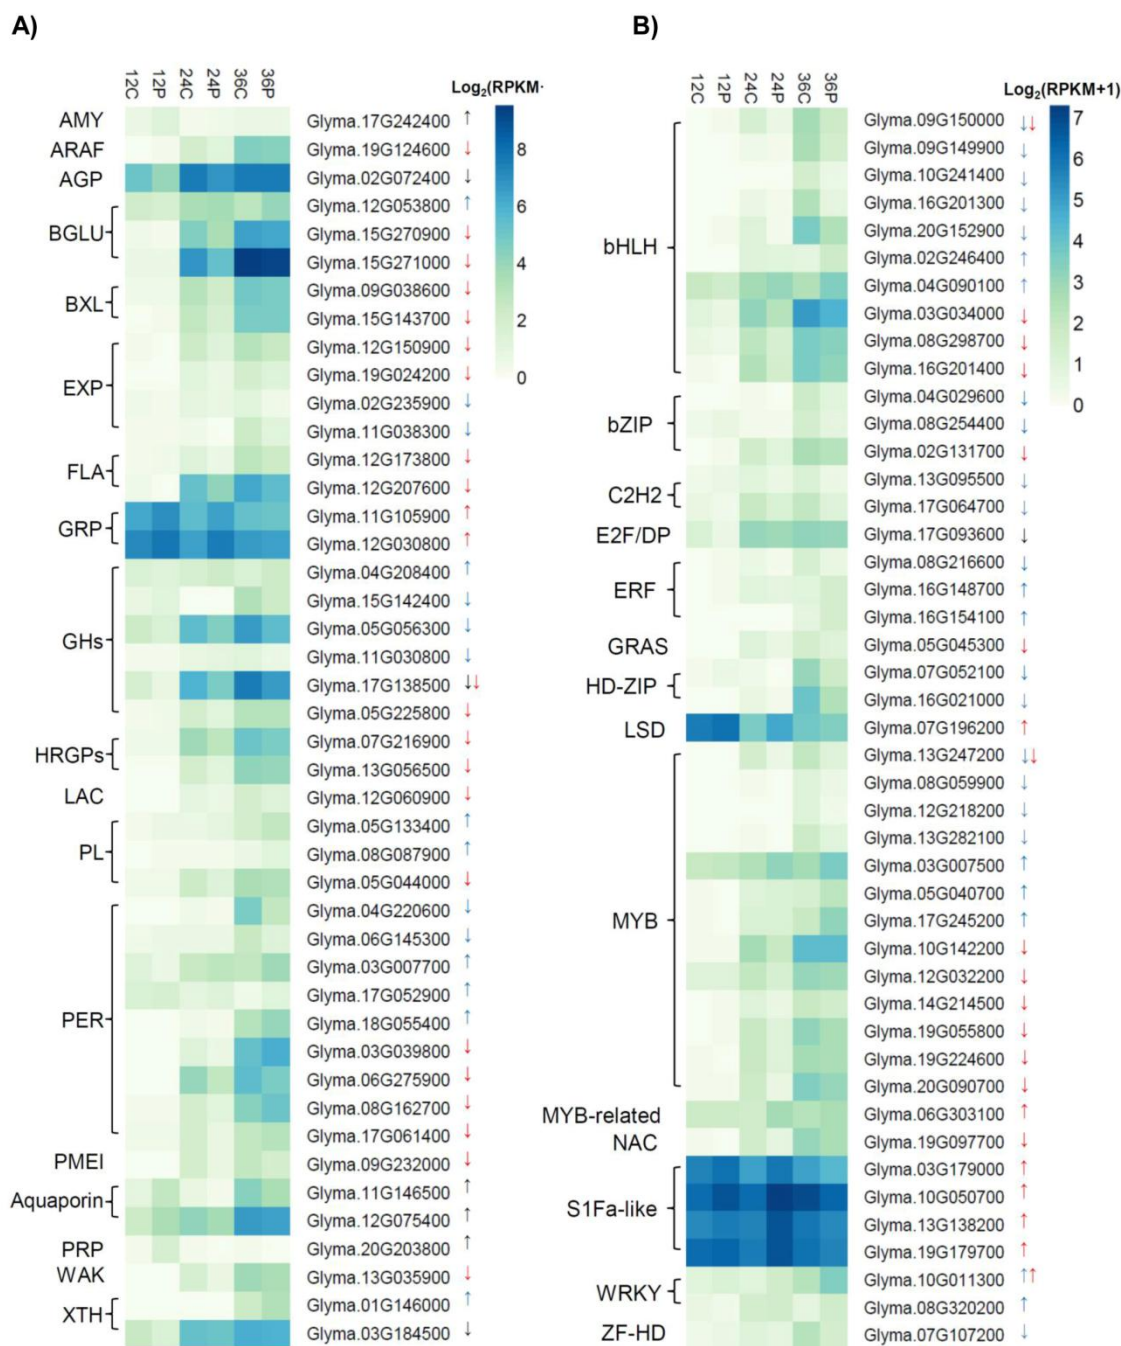 A)
12C 12P 24C 24P 36C 36P
Log₂(RPKM·
AMY Glyma.17G242400 ↑
ARAF Glyma.19G124600 ↓
AGP Glyma.02G072400 ↓
BGLU
Glyma.12G053800 ↑
Glyma.15G270900 ↓
Glyma.15G271000 ↓
BXL
Glyma.09G038600 ↓
Glyma.15G143700 ↓
EXP
Glyma.12G150900 ↓
Glyma.19G024200 ↓
Glyma.02G235900 ↓
Glyma.11G038300 ↓
FLA
Glyma.12G173800 ↓
Glyma.12G207600 ↓
GRP
Glyma.11G105900 ↑
Glyma.12G030800 ↑
GHs
Glyma.04G208400 ↑
Glyma.15G142400 ↓
Glyma.05G056300 ↓
Glyma.11G030800 ↓
Glyma.17G138500 ↓↓
Glyma.05G225800 ↓
HRGPs
Glyma.07G216900 ↓
Glyma.13G056500 ↓
LAC Glyma.12G060900 ↓
PL
Glyma.05G133400 ↑
Glyma.08G087900 ↑
Glyma.05G044000 ↓
PER
Glyma.04G220600 ↓
Glyma.06G145300 ↓
Glyma.03G007700 ↑
Glyma.17G052900 ↑
Glyma.18G055400 ↑
Glyma.03G039800 ↓
Glyma.06G275900 ↓
Glyma.08G162700 ↓
Glyma.17G061400 ↓
PMEI Glyma.09G232000 ↓
Aquaporin
Glyma.11G146500 ↑
Glyma.12G075400 ↑
PRP Glyma.20G203800 ↑
WAK Glyma.13G035900 ↓
XTH
Glyma.01G146000 ↑
Glyma.03G184500 ↓
8
6
4
2
0
B)
12C 12P 24C 24P 36C 36P
Log₂(RPKM+1)
bHLH
Glyma.09G150000 ↓↓
Glyma.09G149900 ↓
Glyma.10G241400 ↓
Glyma.16G201300 ↓
Glyma.20G152900 ↓
Glyma.02G246400 ↑
Glyma.04G090100 ↑
Glyma.03G034000 ↓
Glyma.08G298700 ↓
Glyma.16G201400 ↓
bZIP
Glyma.04G029600 ↓
Glyma.08G254400 ↓
Glyma.02G131700 ↓
C2H2
Glyma.13G095500 ↓
Glyma.17G064700 ↓
E2F/DP Glyma.17G093600 ↓
ERF
Glyma.08G216600 ↓
Glyma.16G148700 ↑
Glyma.16G154100 ↑
GRAS Glyma.05G045300 ↓
HD-ZIP
Glyma.07G052100 ↓
Glyma.16G021000 ↓
LSD Glyma.07G196200 ↑
MYB
Glyma.13G247200 ↓↓
Glyma.08G059900 ↓
Glyma.12G218200 ↓
Glyma.13G282100 ↓
Glyma.03G007500 ↑
Glyma.05G040700 ↑
Glyma.17G245200 ↑
Glyma.10G142200 ↓
Glyma.12G032200 ↓
Glyma.14G214500 ↓
Glyma.19G055800 ↓
Glyma.19G224600 ↓
Glyma.20G090700 ↓
MYB-related Glyma.06G303100 ↑
NAC Glyma.19G097700 ↓
S1Fa-like
Glyma.03G179000 ↑
Glyma.10G050700 ↑
Glyma.13G138200 ↑
Glyma.19G179700 ↑
WRKY
Glyma.10G011300 ↑↑
Glyma.08G320200 ↑
ZF-HD Glyma.07G107200 ↓
7
6
5
4
3
2
1
0